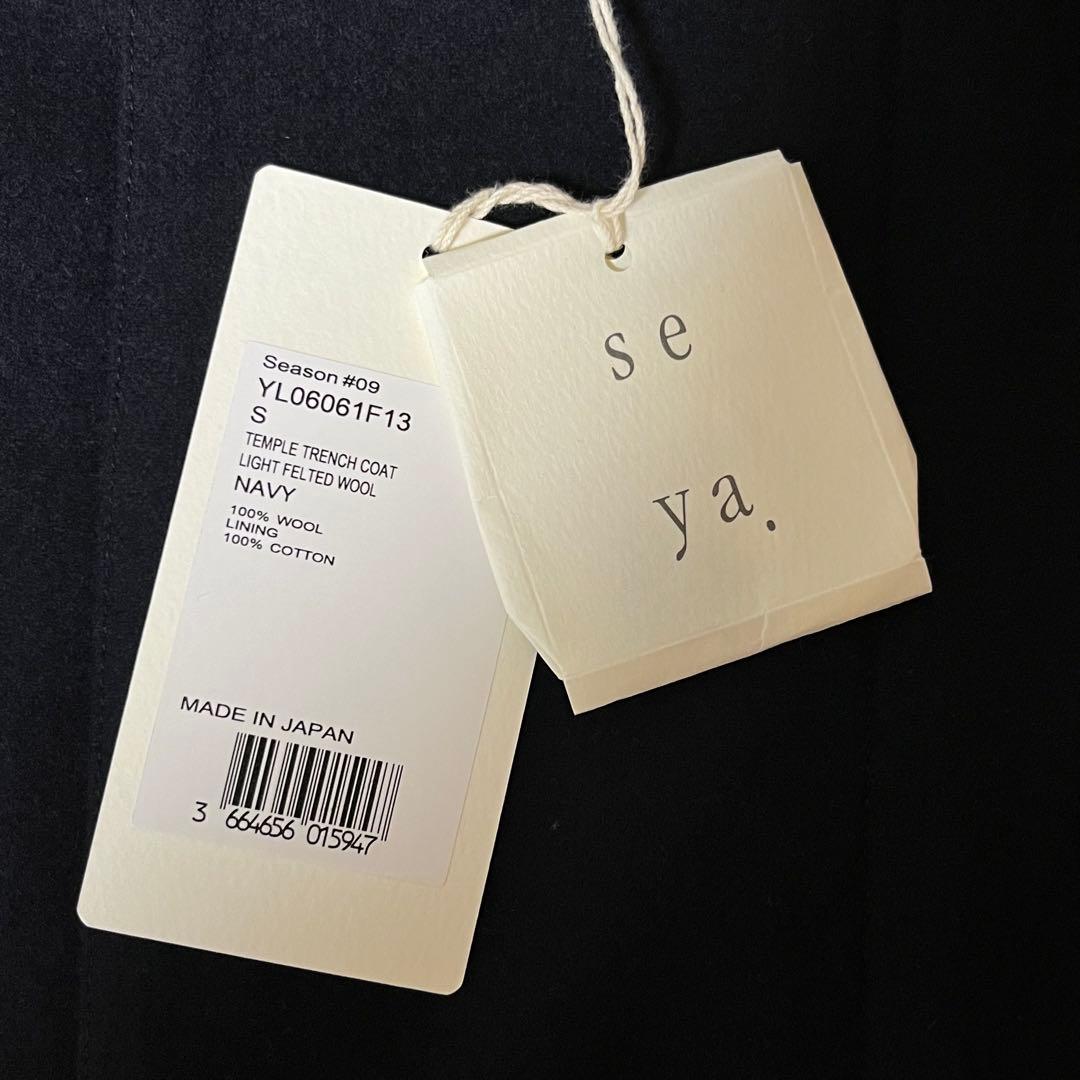 Season #09
YL06061F13
S
TEMPLE TRENCH COAT
LIGHT FELTED WOOL
NAVY
100% WOOL
LINING
100% COTTON
MADE IN JAPAN
3 664656 015947
se
ya.